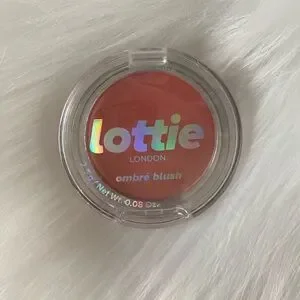 lottie
LONDON
ombré blush
Net Wt. 0.08 Oz